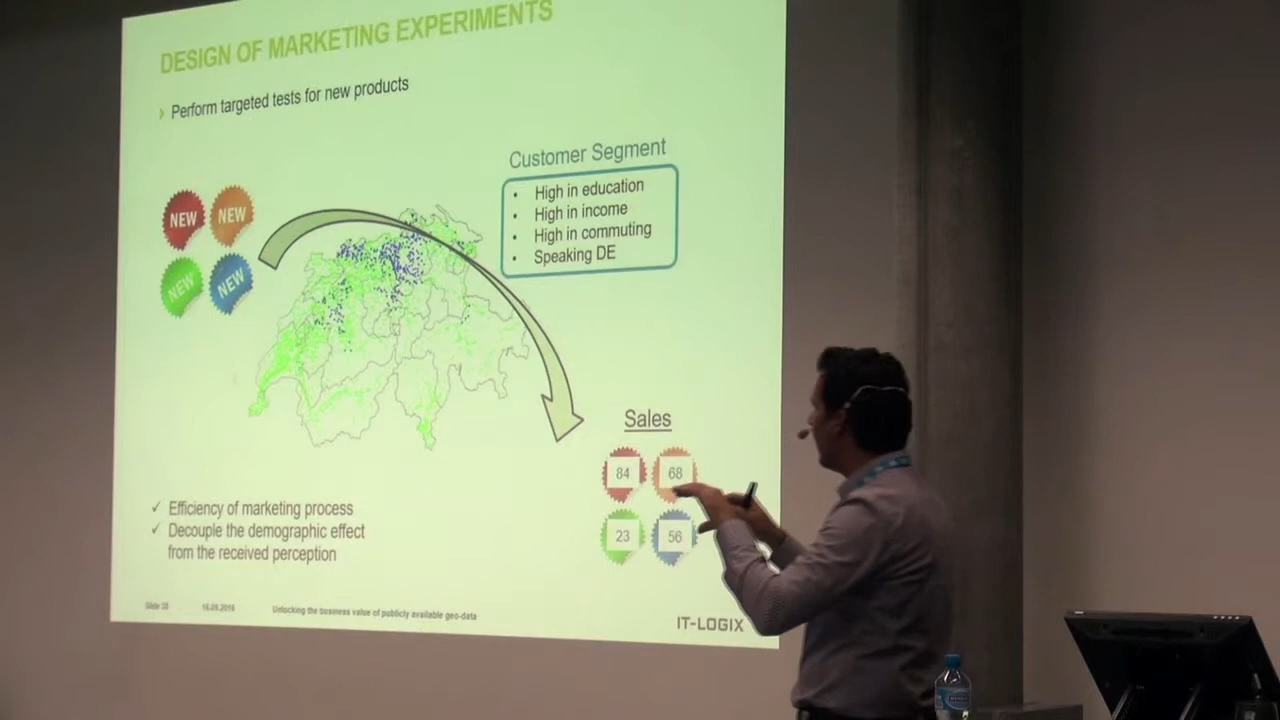 DESIGN OF MARKETING EXPERIMENTS
Perform targeted tests for new products
Customer Segment
• High in education
• High in income
• High in commuting
• Speaking DE
NEW NEW
NEW NEW
Sales
84 68
23 56
✓ Efficiency of marketing process
✓ Decouple the demographic effect
from the received perception
Slide 38 Unlocking the business value of publicly available geo-data
IT-LOGIX